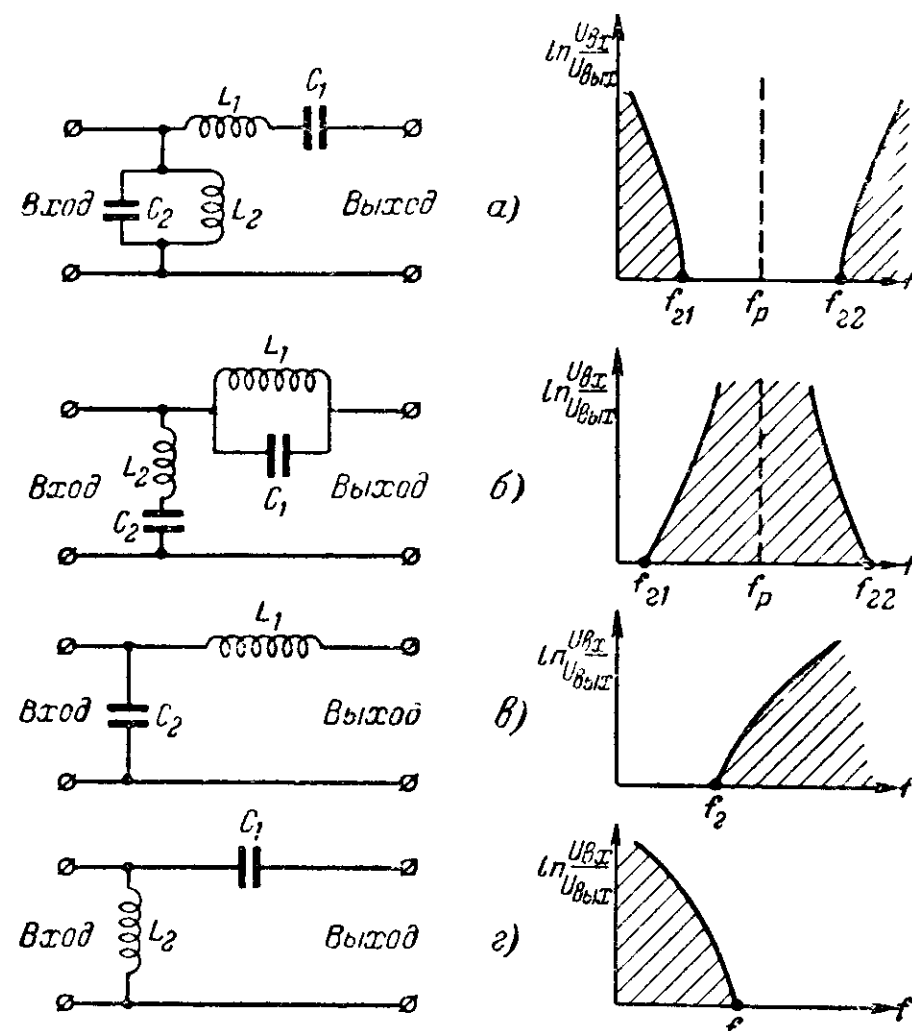 ln Uвх/Uвых
C₁
L₁
Вход
C₂
L₂
Выход
а)
f₂₁
fр
f₂₂
f
L₁
ln Uвх/Uвых
L₂
Вход
C₂
C₁
Выход
б)
f₂₁
fр
f₂₂
f
L₁
ln Uвх/Uвых
Вход
C₂
Выход
в)
f₂
f
C₁
ln Uвх/Uвых
Вход
L₂
Выход
г)
f
f